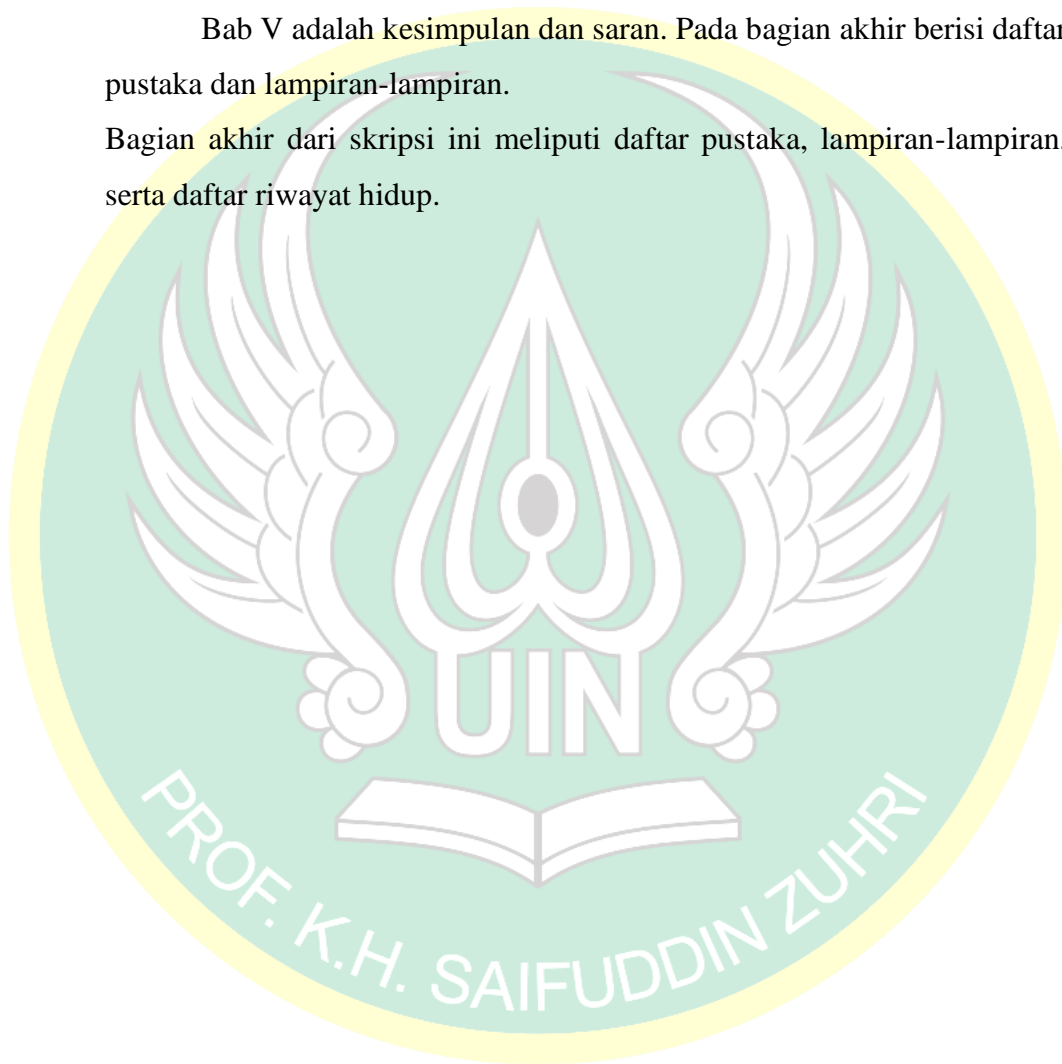 Bab V adalah kesimpulan dan saran. Pada bagian akhir berisi daftar
pustaka dan lampiran-lampiran.
Bagian akhir dari skripsi ini meliputi daftar pustaka, lampiran-lampiran,
serta daftar riwayat hidup.
UIN
PROF. K.H. SAIFUDDIN ZUHRI